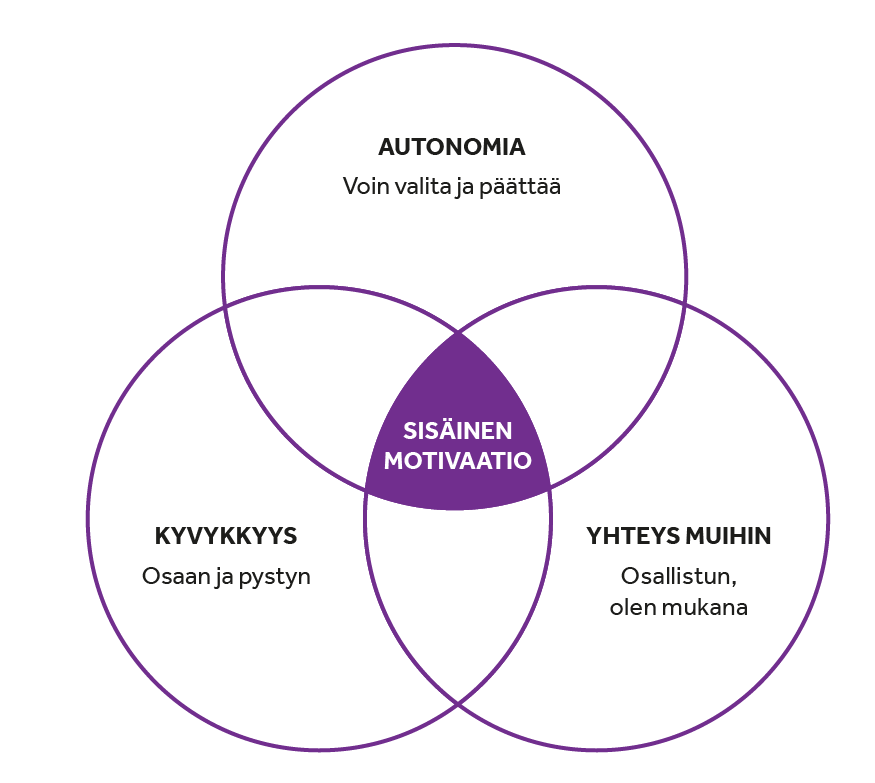 AUTONOMIA
Voin valita ja päättää
SISÄINEN
MOTIVAATIO
KYVYKKYYS
Osaan ja pystyn
YHTEYS MUIHIN
Osallistun,
olen mukana